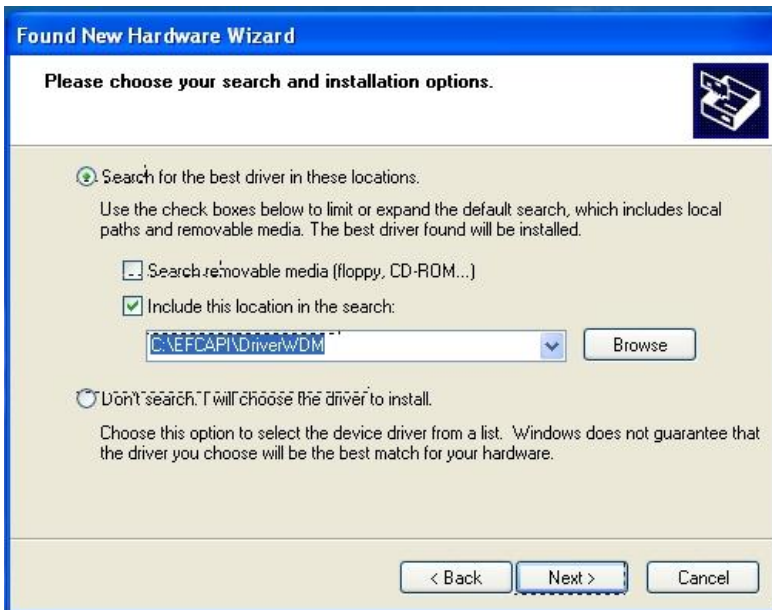 Found New Hardware Wizard
Please choose your search and installation options.
Search for the best driver in these locations.
Use the check boxes below to limit or expand the default search, which includes local
paths and removable media. The best driver found will be installed.
Search removable media (floppy, CD-ROM...)
Include this location in the search:
C:\EFCAPI\DriverWDM
Browse
Don't search. I will choose the driver to install.
Choose this option to select the device driver from a list. Windows does not guarantee that
the driver you choose will be the best match for your hardware.
< Back
Next >
Cancel